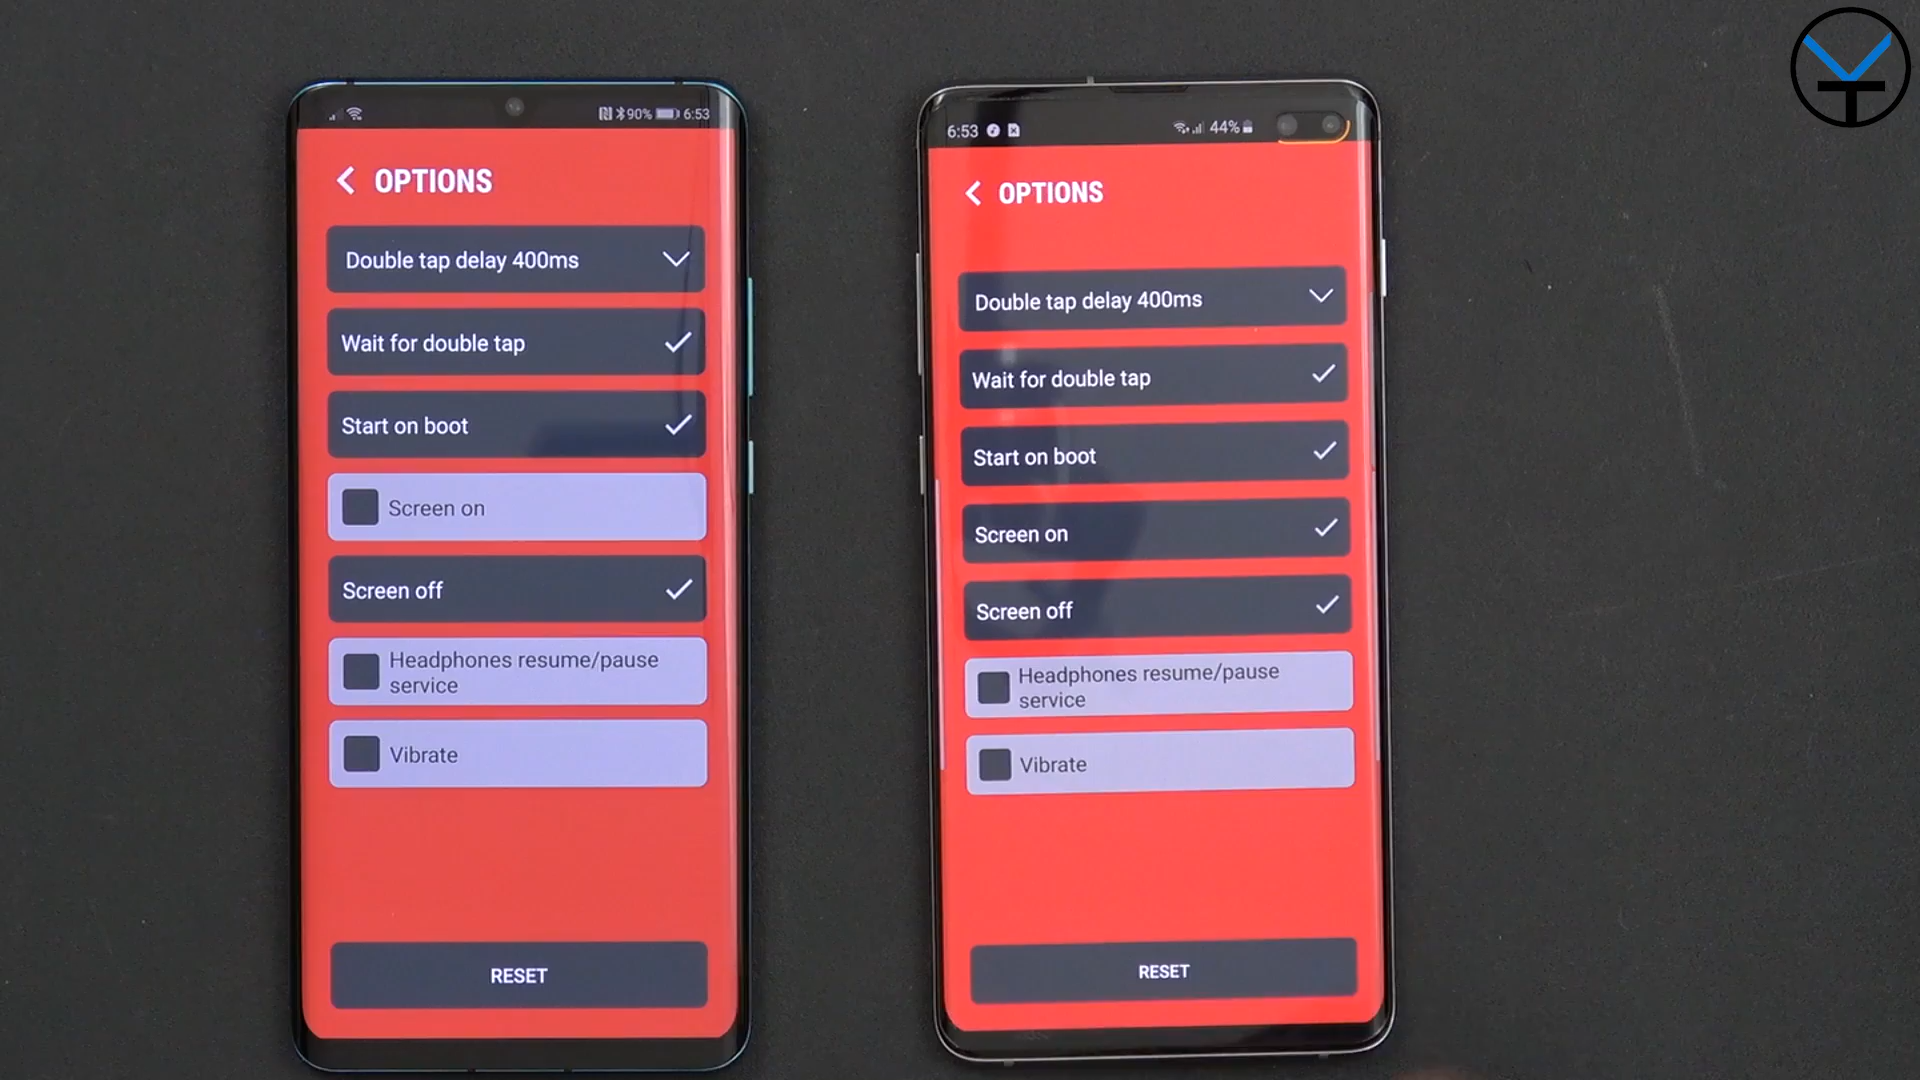 90% 6:53
OPTIONS
Double tap delay 400ms
Wait for double tap
Start on boot
Screen on
Screen off
Headphones resume/pause
service
Vibrate
RESET
6:53 44%
OPTIONS
Double tap delay 400ms
Wait for double tap
Start on boot
Screen on
Screen off
Headphones resume/pause
service
Vibrate
RESET